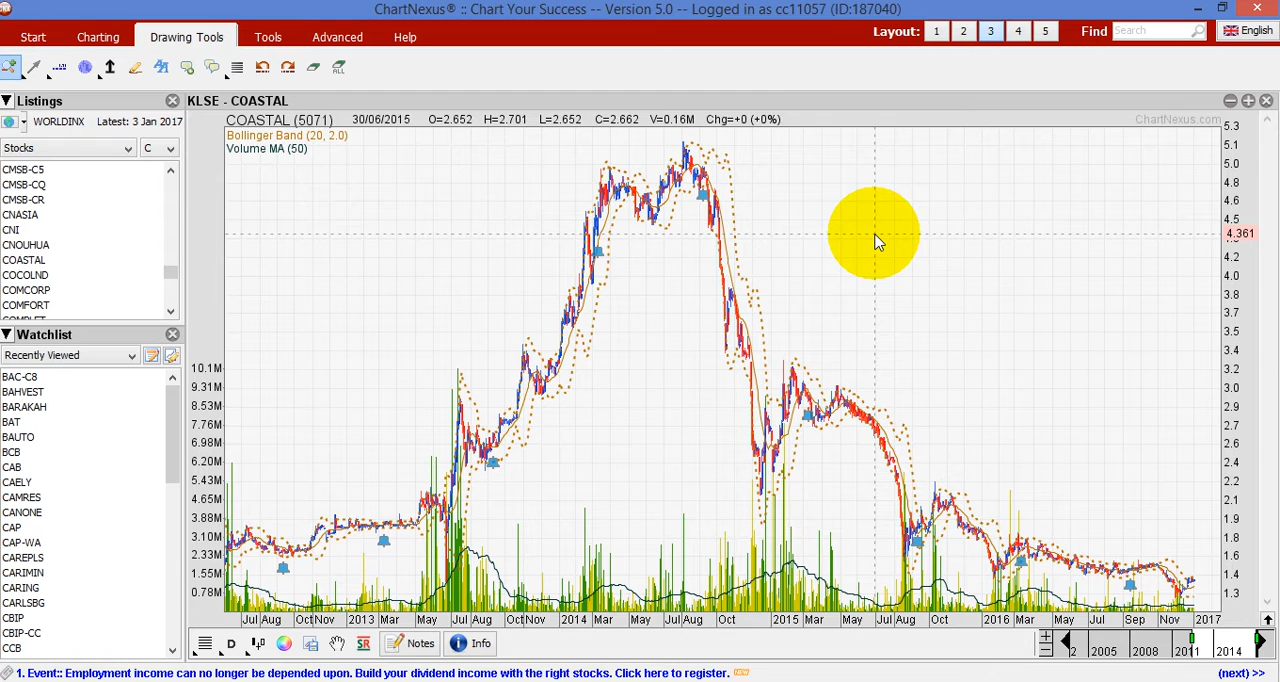 ChartNexus® :: Chart Your Success -- Version 5.0 -- Logged in as cc11057 (ID:187040)
Start Charting Drawing Tools Tools Advanced Help Layout: 1 2 3 4 5 Find Search English
ALL
Listings
WORLDINX Latest: 3 Jan 2017
Stocks C
CMSB-C5
CMSB-CQ
CMSB-CR
CNASIA
CNI
CNOUHUA
COASTAL
COCOLND
COMCORP
COMFORT
Watchlist
Recently Viewed
BAC-C8
BAHVEST
BARAKAH
BAT
BAUTO
BCB
CAB
CAELY
CAMRES
CANONE
CAP
CAP-WA
CAREPLS
CARIMIN
CARING
CARLSBG
CBIP
CBIP-CC
CCB
KLSE - COASTAL
COASTAL (5071) 30/06/2015 O=2.652 H=2.701 L=2.652 C=2.662 V=0.16M Chg=+0 (+0%) ChartNexus.com
Bollinger Band (20, 2.0)
Volume MA (50)
5.3
5.1
5.0
4.8
4.6
4.5
4.361
4.2
4.0
3.8
3.7
3.5
3.4
3.2
3.0
2.9
2.7
2.6
2.4
2.2
2.1
1.9
1.8
1.6
1.4
1.3
10.1M
9.31M
8.53M
7.76M
6.98M
6.20M
5.43M
4.65M
3.88M
3.10M
2.33M
1.55M
0.78M
Jul Aug Oct Nov 2013 Mar May Jul Aug Oct Nov 2014 Mar May Jul Aug Oct 2015 Mar May Jul Aug Oct 2016 Mar May Jul Sep Nov 2017
D SR Notes Info
2 2005 2008 2011 2014
1. Event:: Employment income can no longer be depended upon. Build your dividend income with the right stocks. Click here to register. NEW (next) >>